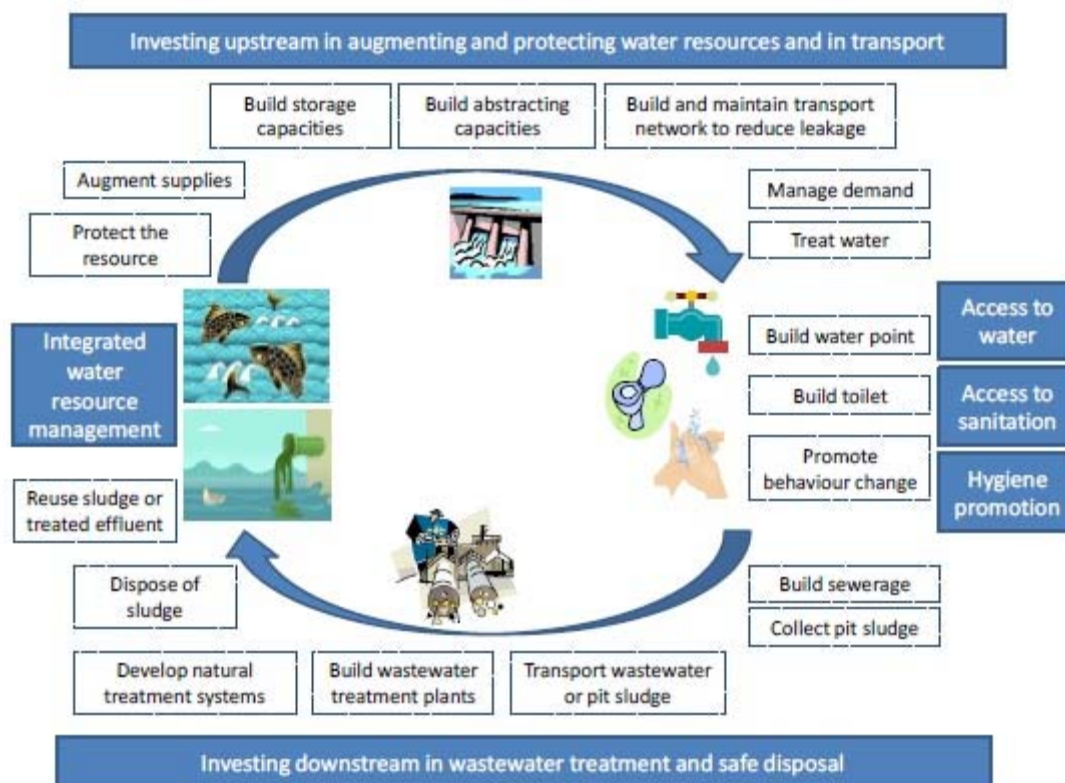 Investing upstream in augmenting and protecting water resources and in transport
Build storage
capacities
Build abstracting
capacities
Build and maintain transport
network to reduce leakage
Augment supplies
Protect the
resource
Manage demand
Treat water
Integrated
water
resource
management
Build water point
Access to
water
Build toilet
Access to
sanitation
Promote
behaviour change
Hygiene
promotion
Reuse sludge or
treated effluent
Dispose of
sludge
Build sewerage
Collect pit sludge
Develop natural
treatment systems
Build wastewater
treatment plants
Transport wastewater
or pit sludge
Investing downstream in wastewater treatment and safe disposal